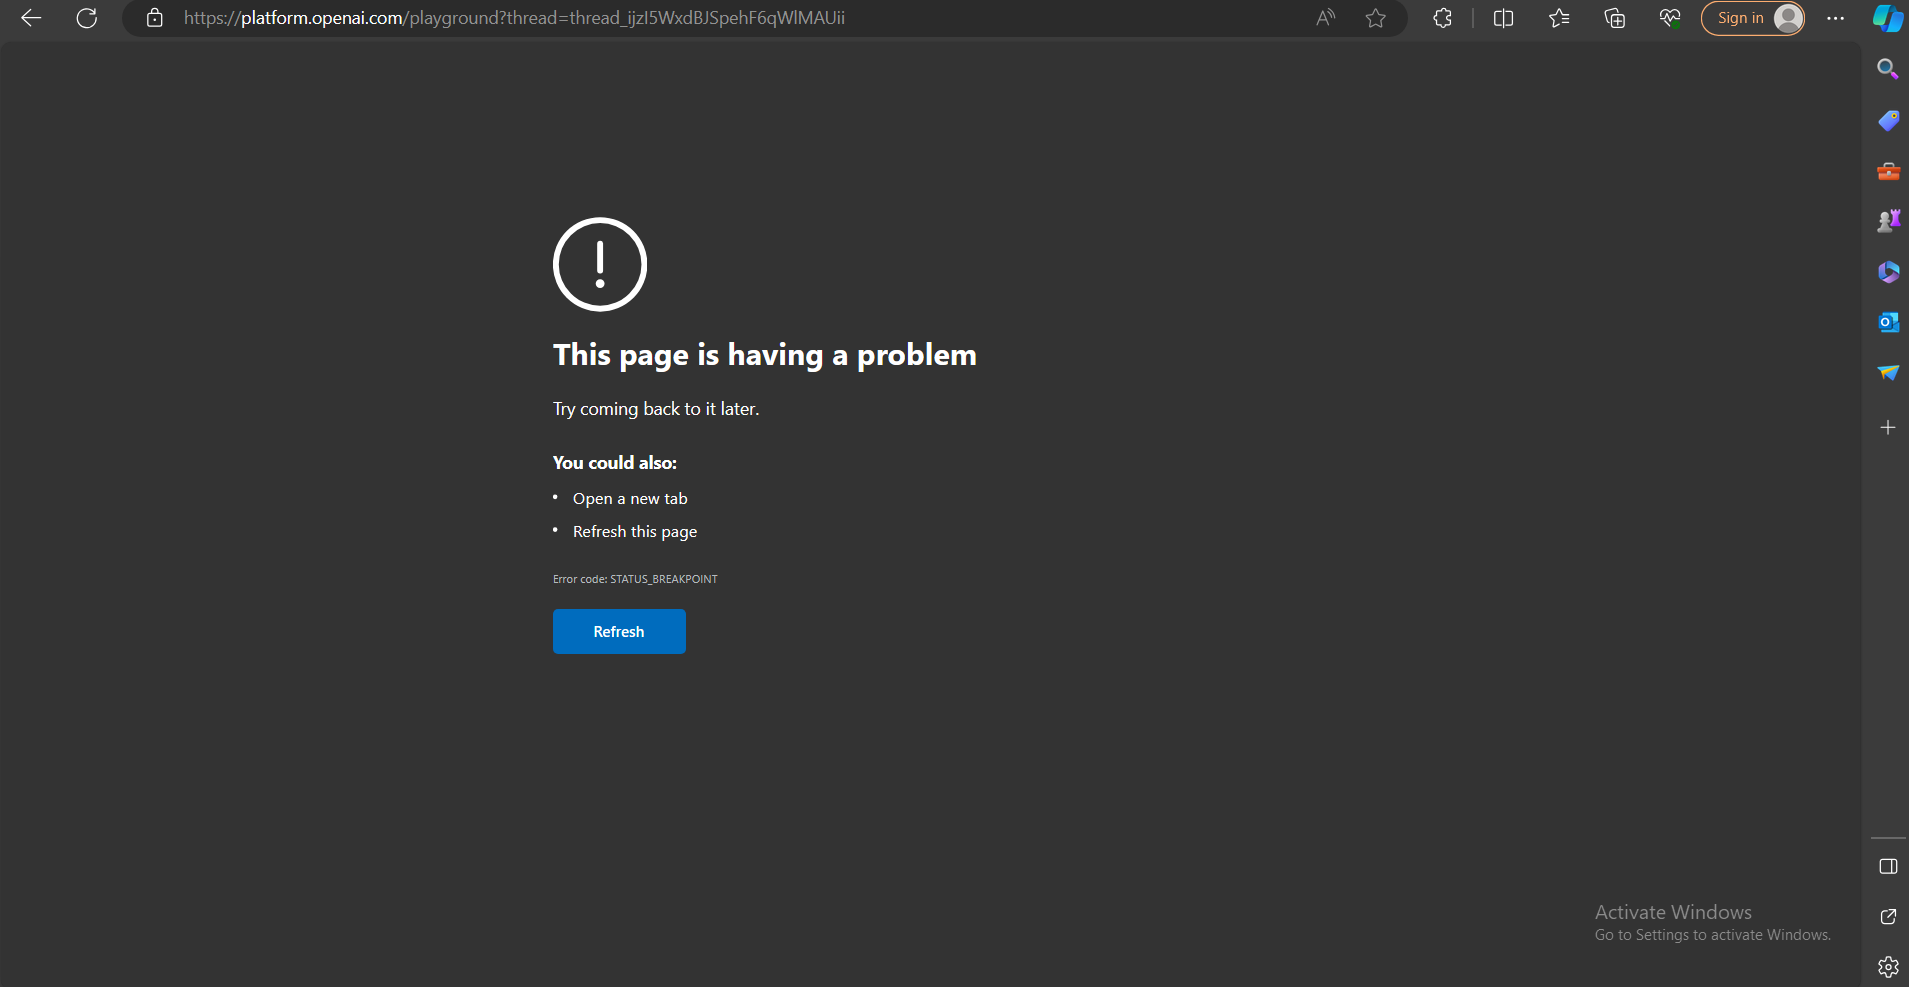 https://platform.openai.com/playground?thread=thread_ijzI5WxdBJSpehF6qWlMAUii
Sign in
This page is having a problem
Try coming back to it later.
You could also:
• Open a new tab
• Refresh this page
Error code: STATUS_BREAKPOINT
Refresh
Activate Windows
Go to Settings to activate Windows.